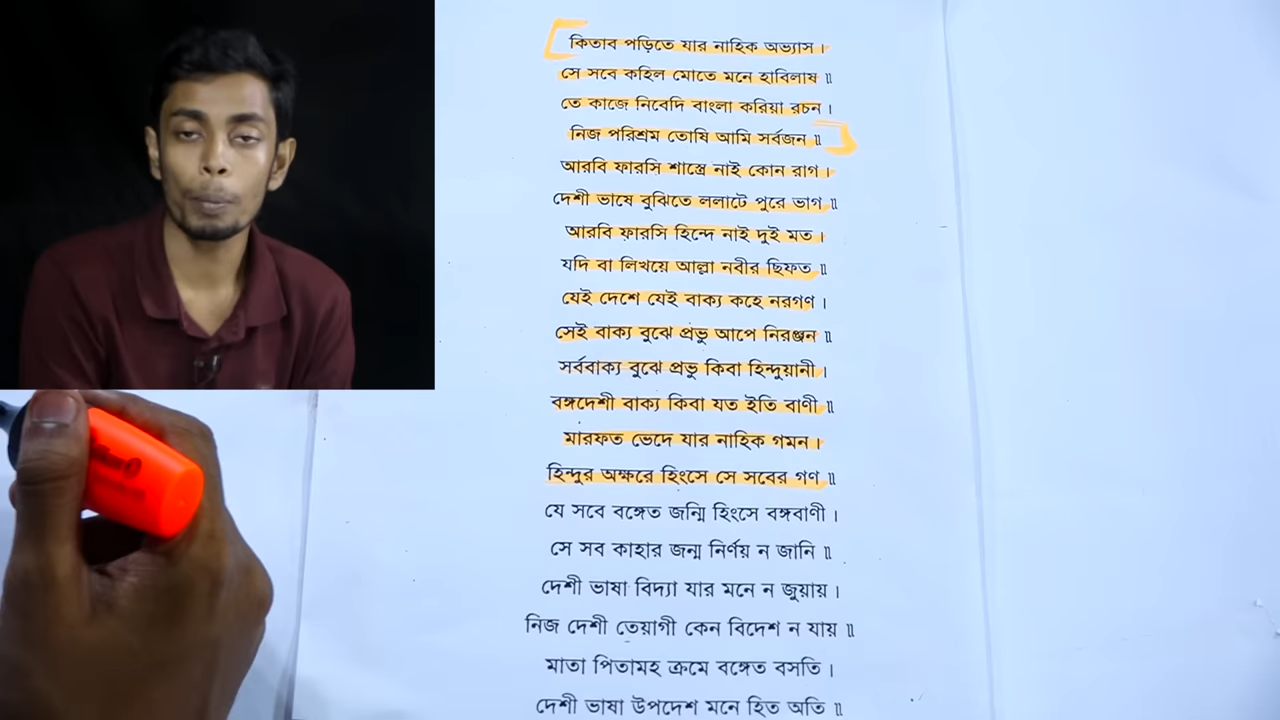 কিতাব পড়িতে যার নাহিক অভ্যাস ।
সে সবে কহিল মোতে মনে হাবিলাষ ॥
তে কাজে নিবেদি বাংলা করিয়া রচন ।
নিজ পরিশ্রম তোষি আমি সর্বজন ॥
আরবি ফারসি শাস্ত্রে নাই কোন রাগ ।
দেশী ভাষে বুঝিতে ললাটে পুরে ভাগ ॥
আরবি ফারসি হিন্দে নাই দুই মত ।
যদি বা লিখয়ে আল্লা নবীর ছিফত ॥
যেই দেশে যেই বাক্য কহে নরগণ ।
সেই বাক্য বুঝে প্রভু আপে নিরঞ্জন ॥
সর্ববাক্য বুঝে প্রভু কিবা হিন্দুয়ানী ।
বঙ্গদেশী বাক্য কিবা যত ইতি বাণী ॥
মারফত ভেদে যার নাহিক গমন ।
হিন্দুর অক্ষরে হিংসে সে সবের গণ ॥
যে সবে বঙ্গেত জন্মি হিংসে বঙ্গবাণী ।
সে সব কাহার জন্ম নির্ণয় ন জানি ॥
দেশী ভাষা বিদ্যা যার মনে ন জুয়ায় ।
নিজ দেশী তেয়াগী কেন বিদেশ ন যায় ॥
মাতা পিতামহ ক্রমে বঙ্গেত বসতি ।
দেশী ভাষা উপদেশ মনে হিত অতি ॥